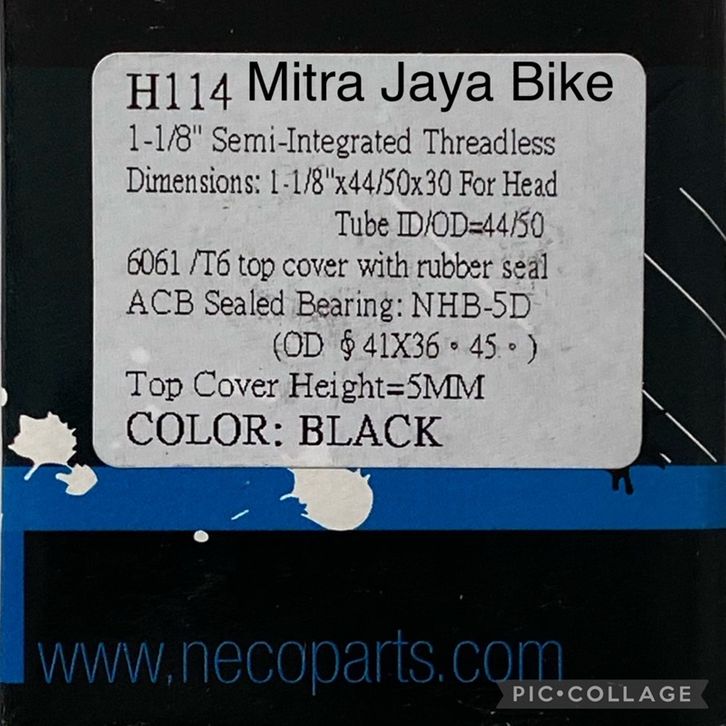 H114 Mitra Jaya Bike
1-1/8" Semi-Integrated Threadless
Dimensions: 1-1/8"x44/50x30 For Head
Tube ID/OD=44/50
6061 /T6 top cover with rubber seal
ACB Sealed Bearing: NHB-5D
(OD ∮41X36∘45∘)
Top Cover Height=5MM
COLOR: BLACK
www.necoparts.com
PIC•COLLAGE